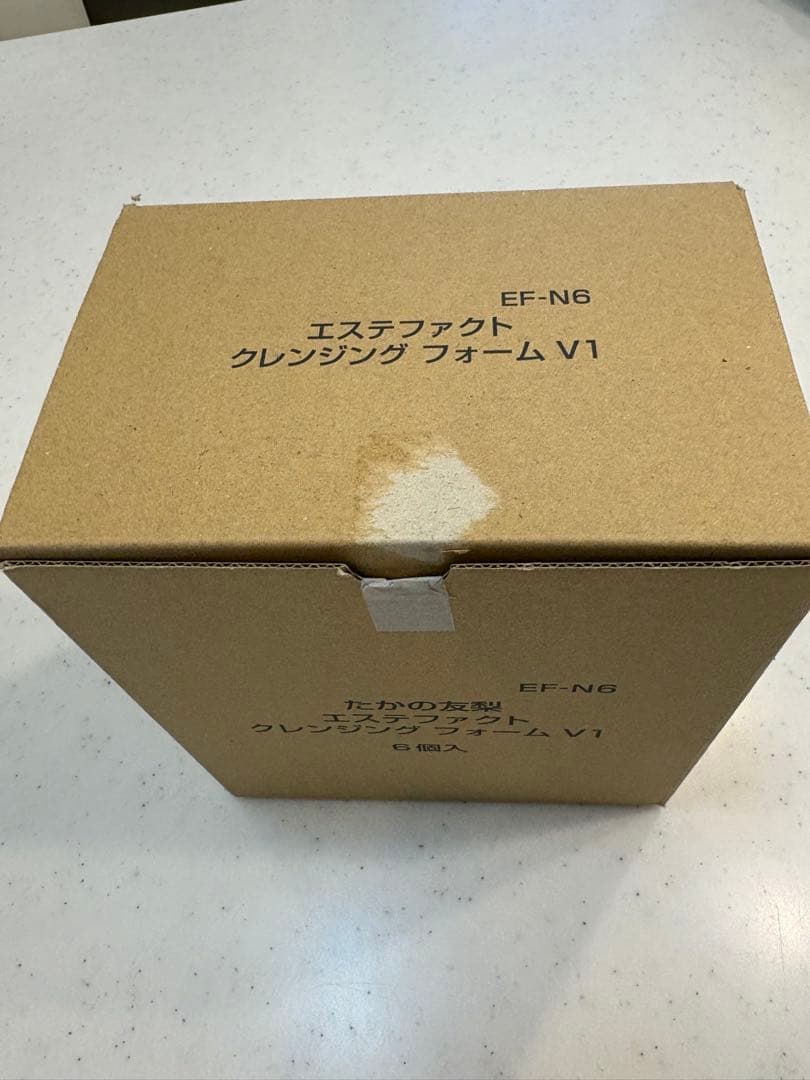 EF-N6
エステファクト
クレンジング フォーム V1
EF-N6
たかの友梨
エステファクト
クレンジング フォーム V1
6個入